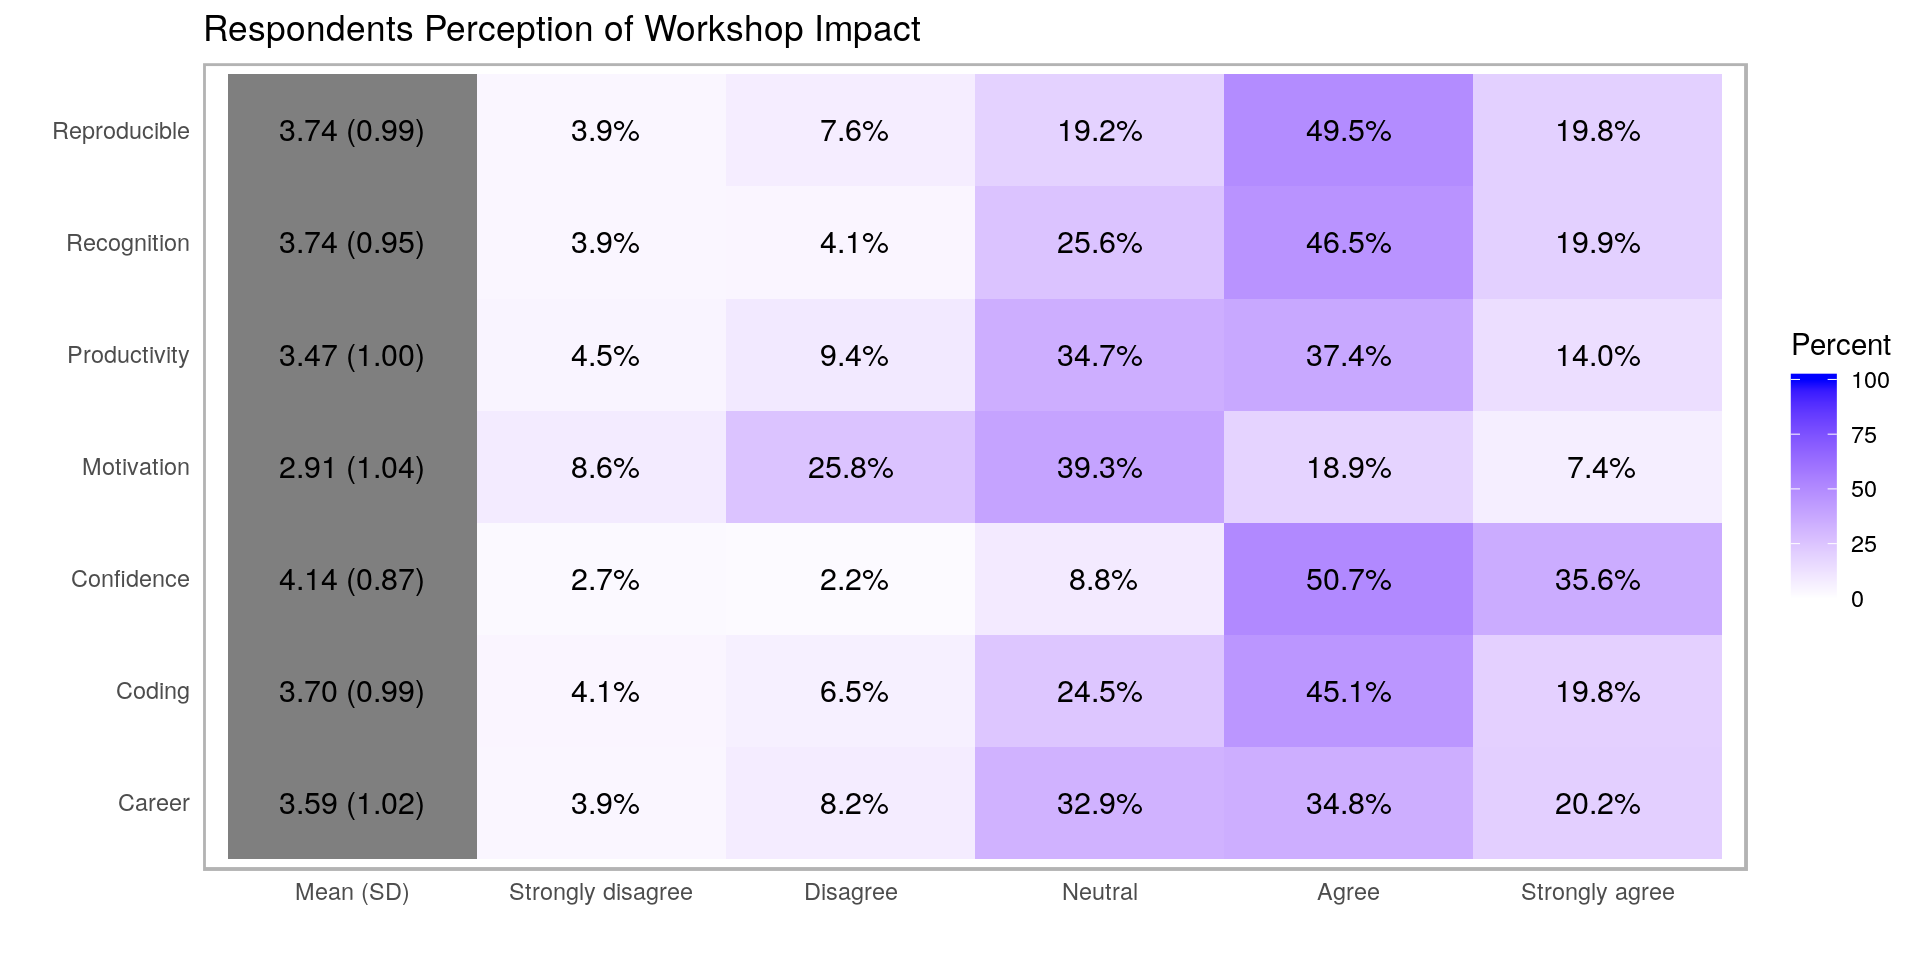 Respondents Perception of Workshop Impact
Reproducible 3.74 (0.99) 3.9% 7.6% 19.2% 49.5% 19.8%
Recognition 3.74 (0.95) 3.9% 4.1% 25.6% 46.5% 19.9%
Productivity 3.47 (1.00) 4.5% 9.4% 34.7% 37.4% 14.0%
Motivation 2.91 (1.04) 8.6% 25.8% 39.3% 18.9% 7.4%
Confidence 4.14 (0.87) 2.7% 2.2% 8.8% 50.7% 35.6%
Coding 3.70 (0.99) 4.1% 6.5% 24.5% 45.1% 19.8%
Career 3.59 (1.02) 3.9% 8.2% 32.9% 34.8% 20.2%
Mean (SD) Strongly disagree Disagree Neutral Agree Strongly agree
Percent
100
75
50
25
0